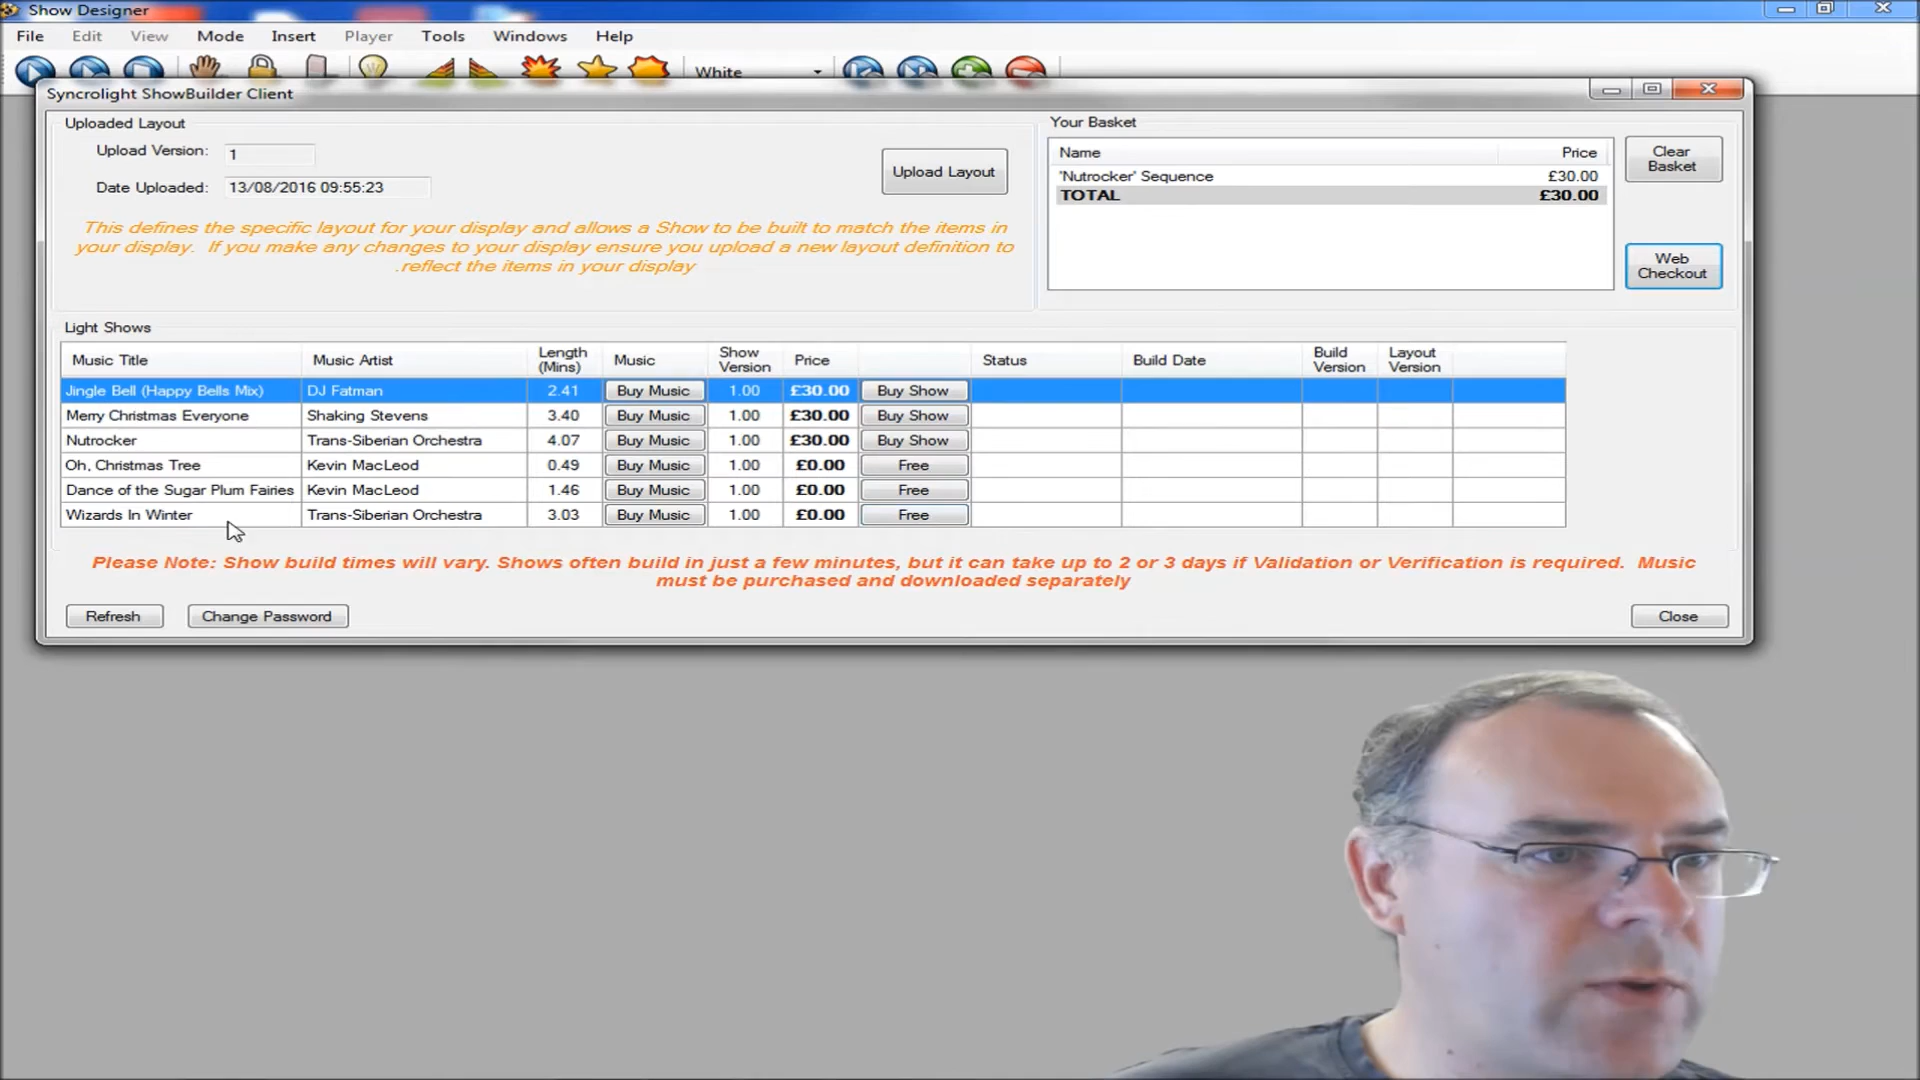 Show Designer
File Edit View Mode Insert Player Tools Windows Help
White
Syncrolight ShowBuilder Client
Uploaded Layout
Upload Version: 1
Date Uploaded: 13/08/2016 09:55:23
Upload Layout
This defines the specific layout for your display and allows a Show to be built to match the items in
your display. If you make any changes to your display ensure you upload a new layout definition to
.reflect the items in your display
Your Basket
Name Price
'Nutrocker' Sequence £30.00
TOTAL £30.00
Clear
Basket
Web
Checkout
Light Shows
Music Title Music Artist Length (Mins) Music Show Version Price Status Build Date Build Version Layout Version
Jingle Bell (Happy Bells Mix) DJ Fatman 2.41 Buy Music 1.00 £30.00 Buy Show
Merry Christmas Everyone Shaking Stevens 3.40 Buy Music 1.00 £30.00 Buy Show
Nutrocker Trans-Siberian Orchestra 4.07 Buy Music 1.00 £30.00 Buy Show
Oh, Christmas Tree Kevin MacLeod 0.49 Buy Music 1.00 £0.00 Free
Dance of the Sugar Plum Fairies Kevin MacLeod 1.46 Buy Music 1.00 £0.00 Free
Wizards In Winter Trans-Siberian Orchestra 3.03 Buy Music 1.00 £0.00 Free
Please Note: Show build times will vary. Shows often build in just a few minutes, but it can take up to 2 or 3 days if Validation or Verification is required. Music
must be purchased and downloaded separately
Refresh Change Password Close